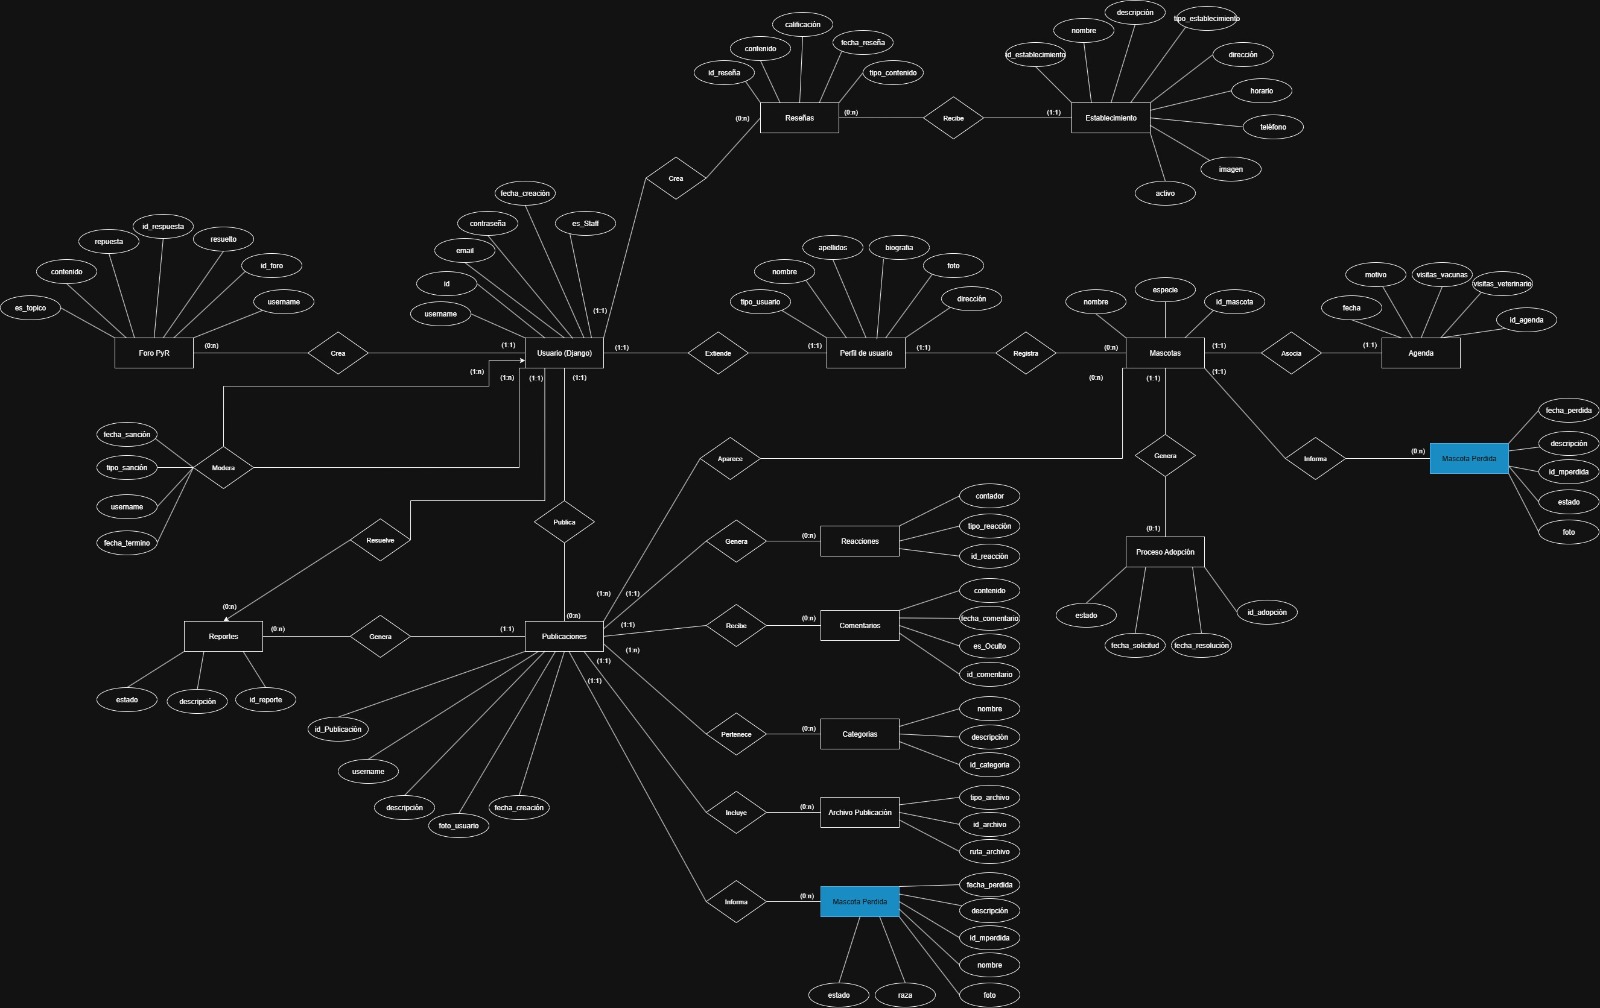 calificación
contenido
fecha_reseña
id_reseña
tipo_contenido
(0:n)
Reseñas
(0:n)
Recibe
(1:1)
Establecimiento
descripción
tipo_establecimiento
nombre
id_establecimiento
dirección
horario
teléfono
imagen
activo
Crea
(1:1)
fecha_creación
contraseña
es_Staff
email
id
username
Usuario (Django)
id_respuesta
repuesta
resuelto
contenido
id_foro
es_topico
username
Foro PyR
(0:n)
Crea
(1:1)
(1:1)
Extiende
(1:1)
apellidos
biografia
nombre
foto
tipo_usuario
dirección
Perfil de usuario
(1:1)
Registra
(0:n)
especie
nombre
id_mascota
Mascotas
(1:1)
Asocia
(1:1)
motivo
visitas_vacunas
visitas_veterinario
fecha
id_agenda
Agenda
(1:n)
(1:n)
(1:1)
(1:1)
(0:n)
(1:1)
(1:1)
fecha_sanción
tipo_sanción
username
fecha_termino
Modera
Aparece
Genera
Informa
(0:n)
Mascota Perdida
fecha_perdida
descripción
id_mperdida
estado
foto
Resuelve
Publica
Genera
(0:n)
Reacciones
contador
tipo_reacción
id_reacción
(0:1)
Proceso Adopción
estado
fecha_solicitud
fecha_resolución
id_adopción
(1:n)
(1:1)
(0:n)
(0:n)
Reportes
(0:n)
Genera
(1:1)
Publicaciones
(1:1)
Recibe
(0:n)
Comentarios
contenido
fecha_comentario
es_Oculto
id_comentario
(1:n)
(1:1)
(1:1)
estado
descripción
id_reporte
id_Publicación
username
descripción
foto_usuario
fecha_creación
Pertenece
(0:n)
Categorías
nombre
descripción
id_categoría
Incluye
(0:n)
Archivo Publicación
tipo_archivo
id_archivo
ruta_archivo
Informa
(0:n)
Mascota Perdida
fecha_perdida
descripción
id_mperdida
nombre
foto
estado
raza